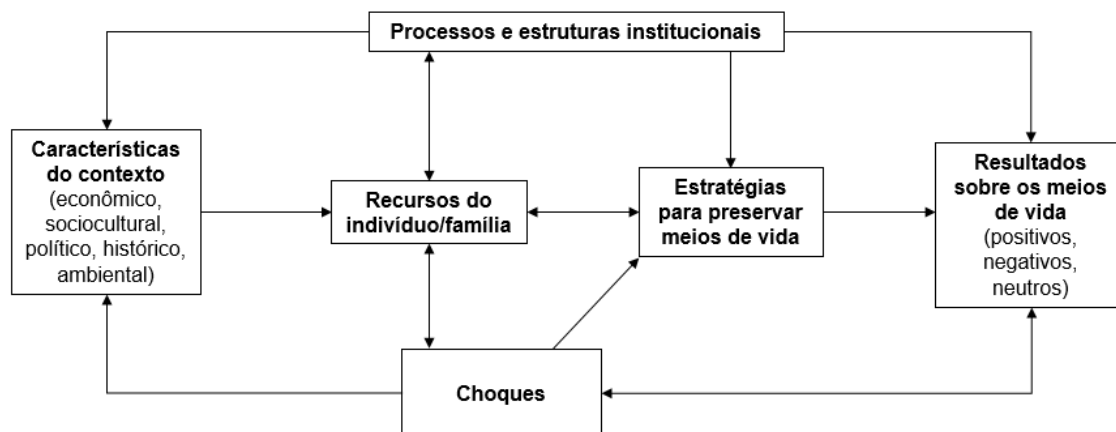 Processos e estruturas institucionais
Características
do contexto
(econômico,
sociocultural,
político, histórico,
ambiental)
Recursos do
indivíduo/família
Estratégias
para preservar
meios de vida
Resultados
sobre os meios
de vida
(positivos,
negativos,
neutros)
Choques